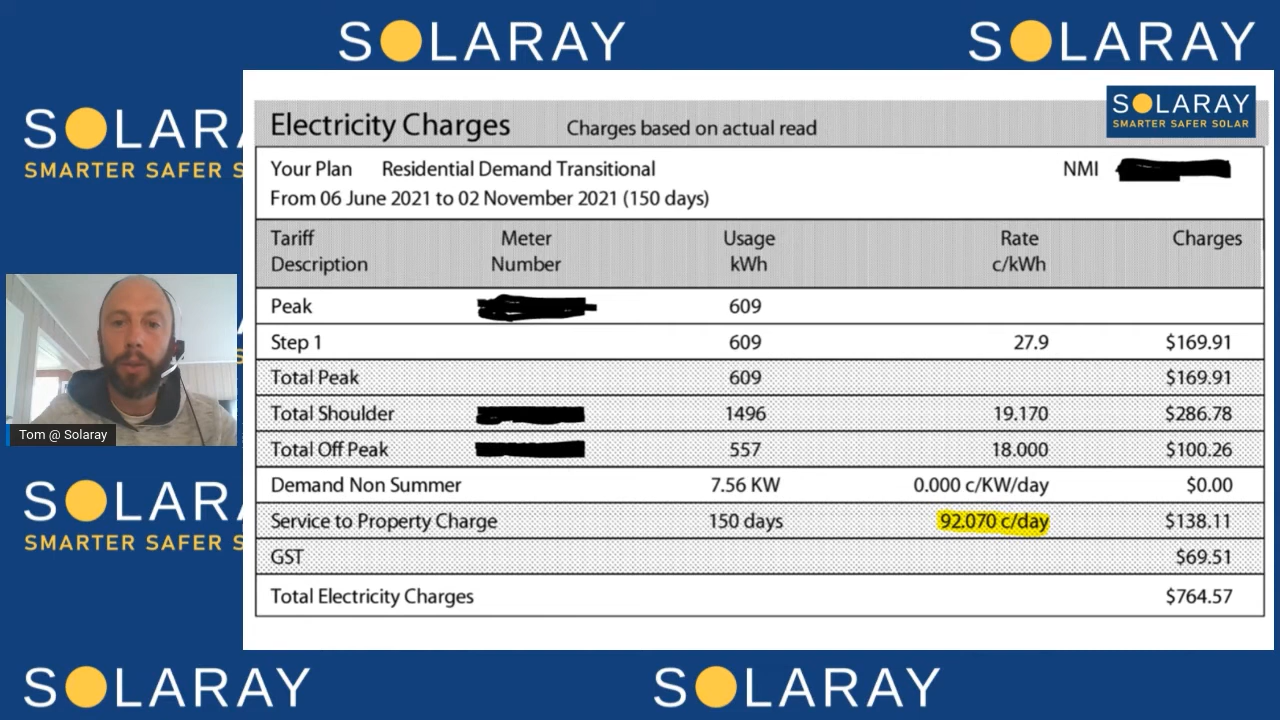 SOLARAY
SOLARAY
SOLARAY
SMARTER SAFER SOLAR
SOLAR
SMARTER SAFER S
Electricity Charges Charges based on actual read
Your Plan Residential Demand Transitional NMI
From 06 June 2021 to 02 November 2021 (150 days)
Tariff Meter Usage Rate Charges
Description Number kWh c/kWh
Peak 609
Step 1 609 27.9 $169.91
Total Peak 609 $169.91
Total Shoulder 1496 19.170 $286.78
Total Off Peak 557 18.000 $100.26
Demand Non Summer 7.56 KW 0.000 c/KW/day $0.00
Service to Property Charge 150 days 92.070 c/day $138.11
GST $69.51
Total Electricity Charges $764.57
Tom @ Solaray
SOLAR
SMARTER SAFER S
SOLARAY
SOLARAY